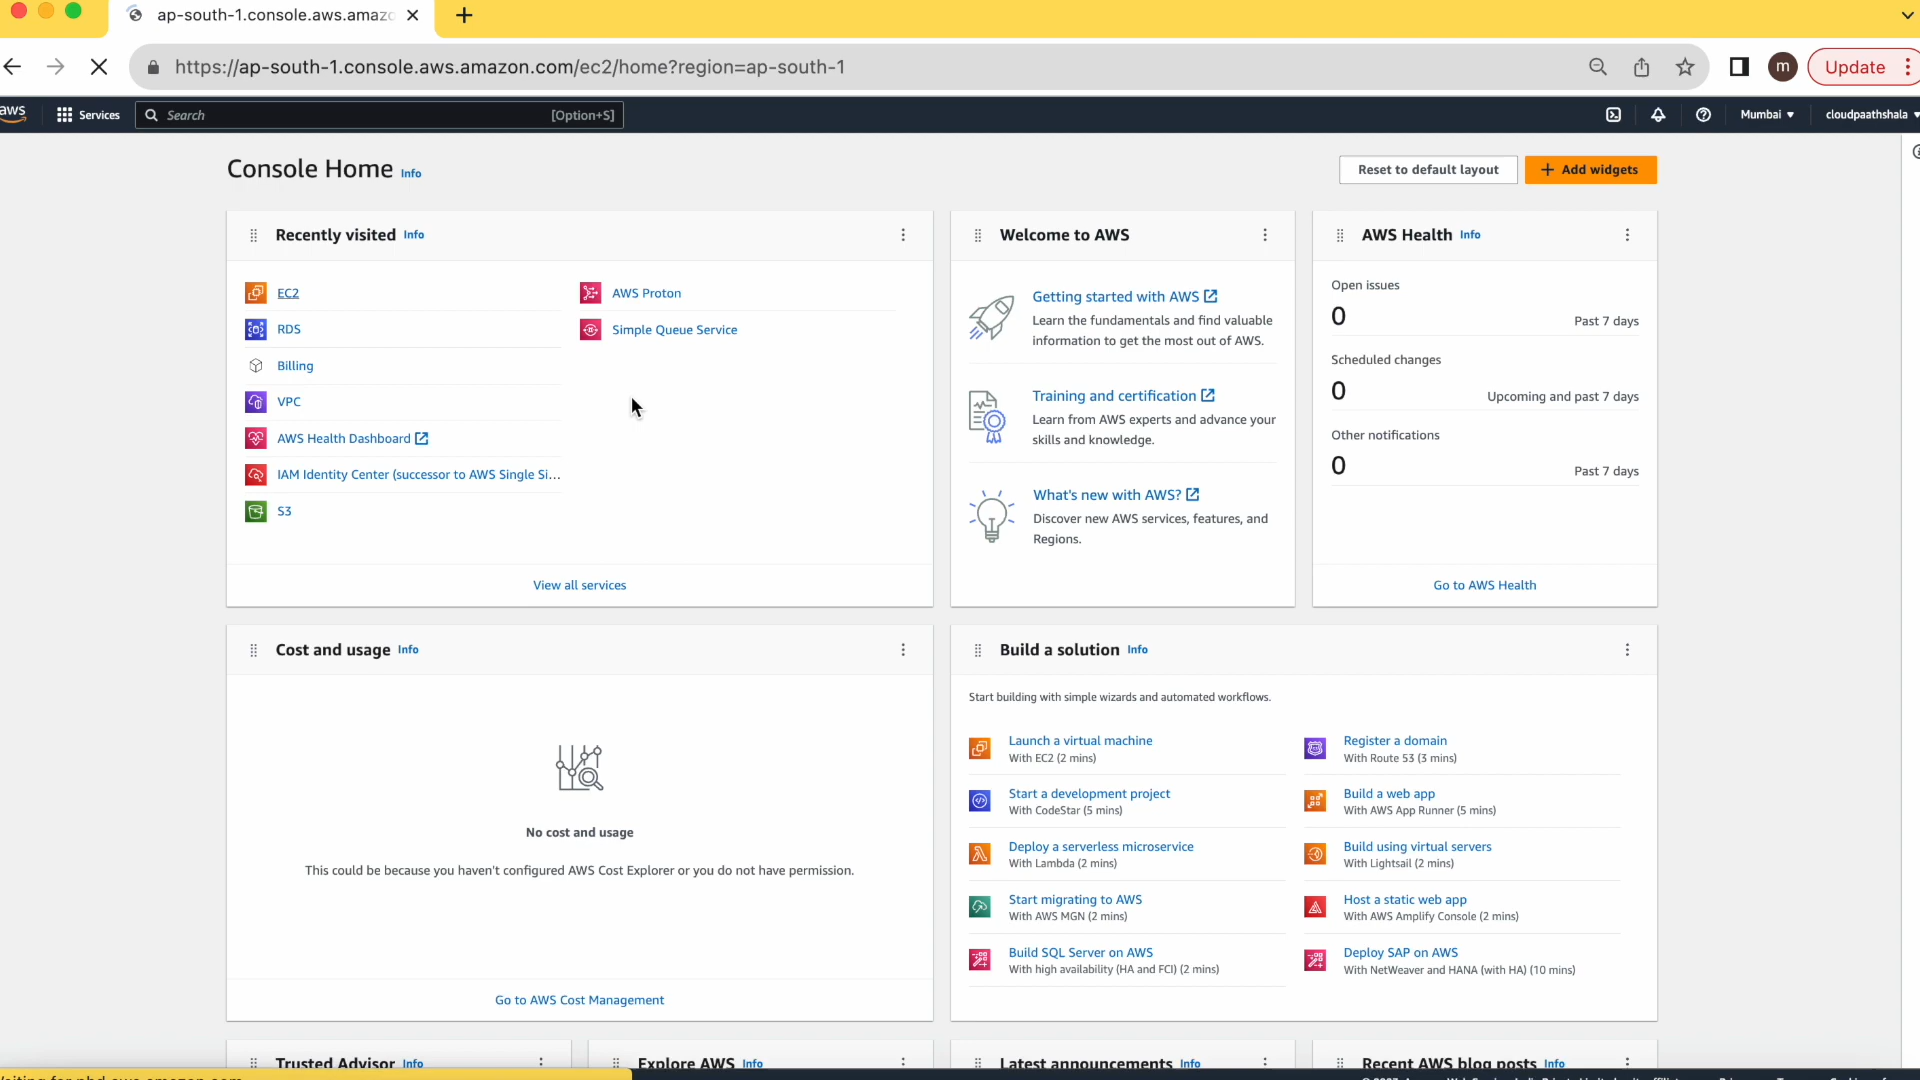 ap-south-1.console.aws.amazo
https://ap-south-1.console.aws.amazon.com/ec2/home?region=ap-south-1
m
Update
aws
Services
Search
[Option+S]
Mumbai
cloudpaathshala
Console Home Info
Reset to default layout
Add widgets
Recently visited Info
EC2
RDS
Billing
VPC
AWS Health Dashboard
IAM Identity Center (successor to AWS Single Si...
S3
AWS Proton
Simple Queue Service
View all services
Welcome to AWS
Getting started with AWS
Learn the fundamentals and find valuable
information to get the most out of AWS.
Training and certification
Learn from AWS experts and advance your
skills and knowledge.
What's new with AWS?
Discover new AWS services, features, and
Regions.
AWS Health Info
Open issues
0
Past 7 days
Scheduled changes
0
Upcoming and past 7 days
Other notifications
0
Past 7 days
Go to AWS Health
Cost and usage Info
No cost and usage
This could be because you haven't configured AWS Cost Explorer or you do not have permission.
Go to AWS Cost Management
Build a solution Info
Start building with simple wizards and automated workflows.
Launch a virtual machine
With EC2 (2 mins)
Start a development project
With CodeStar (5 mins)
Deploy a serverless microservice
With Lambda (2 mins)
Start migrating to AWS
With AWS MGN (2 mins)
Build SQL Server on AWS
With high availability (HA and FCI) (2 mins)
Register a domain
With Route 53 (3 mins)
Build a web app
With AWS App Runner (5 mins)
Build using virtual servers
With Lightsail (2 mins)
Host a static web app
With AWS Amplify Console (2 mins)
Deploy SAP on AWS
With NetWeaver and HANA (with HA) (10 mins)
Trusted Advisor Info
Explore AWS Info
Latest announcements Info
Recent AWS blog posts Info